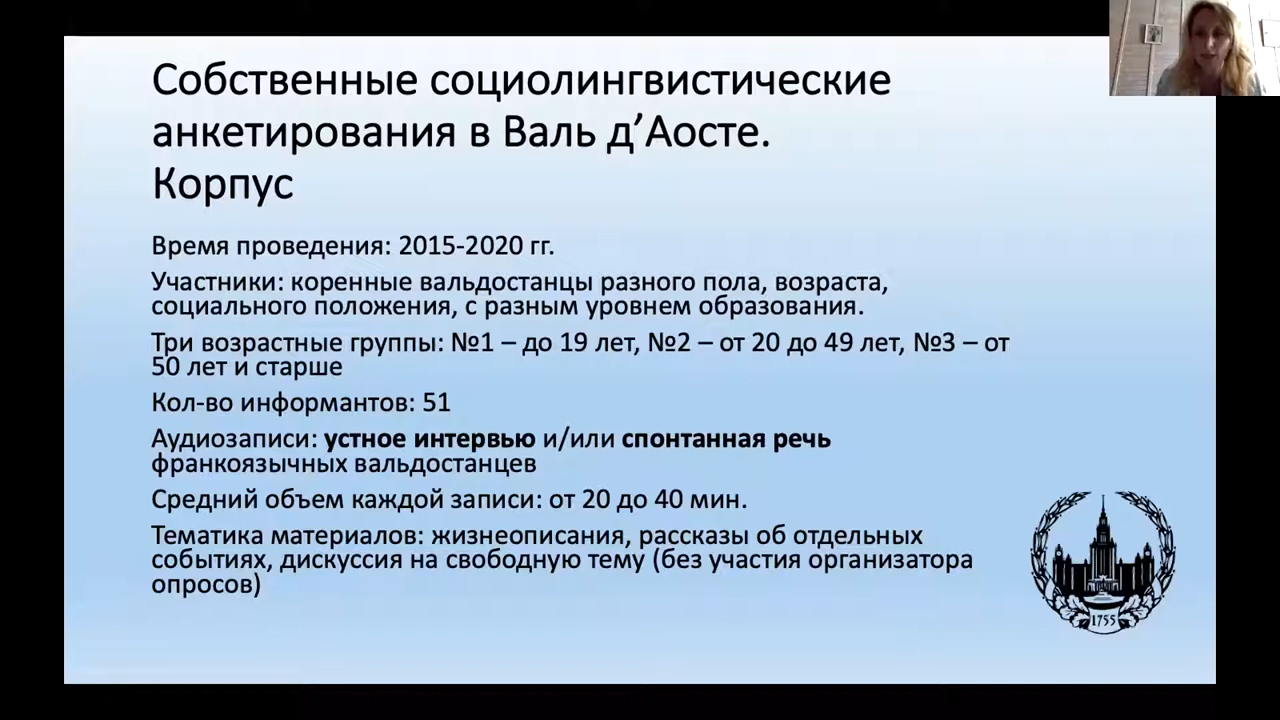 Собственные социолингвистические
анкетирования в Валь д’Аосте.
Корпус
Время проведения: 2015-2020 гг.
Участники: коренные вальдостанцы разного пола, возраста,
социального положения, с разным уровнем образования.
Три возрастные группы: №1 – до 19 лет, №2 – от 20 до 49 лет, №3 – от
50 лет и старше
Кол-во информантов: 51
Аудиозаписи: устное интервью и/или спонтанная речь
франкоязычных вальдостанцев
Средний объем каждой записи: от 20 до 40 мин.
Тематика материалов: жизнеописания, рассказы об отдельных
событиях, дискуссия на свободную тему (без участия организатора
опросов)
1755